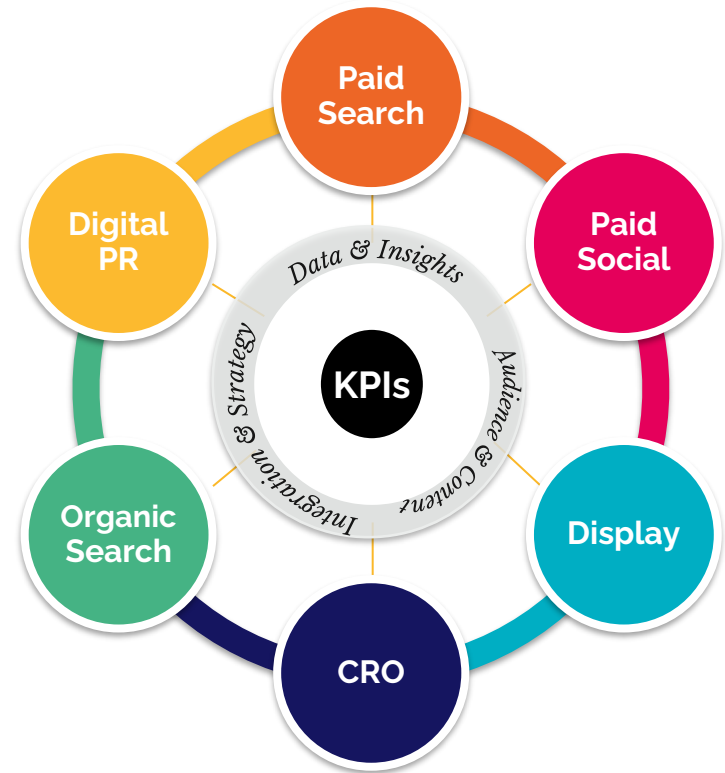 Paid
Search
Digital
PR
Paid
Social
Data & Insights
KPIs
Audience & Content
Integration & Strategy
Organic
Search
Display
CRO